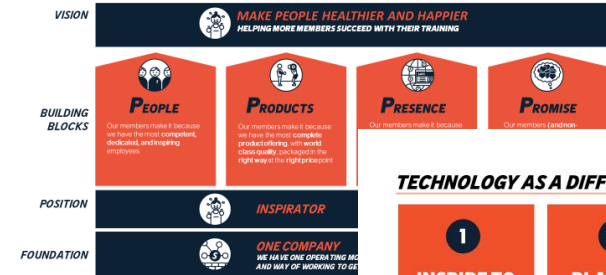 VISION
MAKE PEOPLE HEALTHIER AND HAPPIER
HELPING MORE MEMBERS SUCCEED WITH THEIR TRAINING
BUILDING
BLOCKS
PEOPLE
Our members make it because
we have the most competent,
dedicated, and inspiring
employees
PRODUCTS
Our members make it because
we have the most complete
product offering, with world
class quality, packaged in the
right way at the right price point
PRESENCE
Our members make it because
PROMISE
Our members (and non-
POSITION
INSPIRATOR
FOUNDATION
ONE COMPANY
WE HAVE ONE OPERATING
AND WAY OF WORKING TO
TECHNOLOGY AS A
1
INSPIRE TO